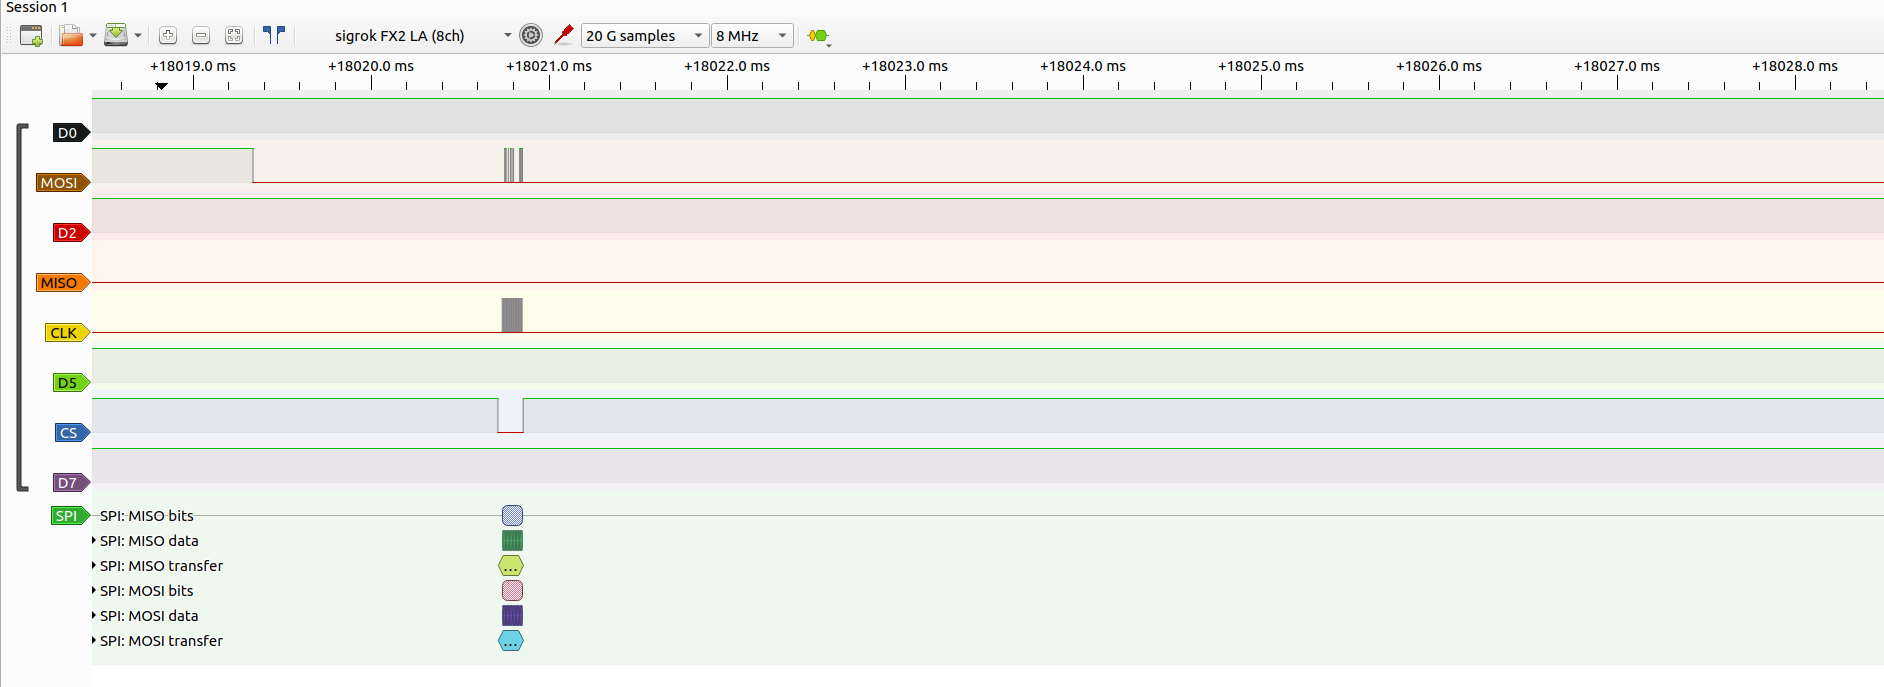 Session 1
sigrok FX2 LA (8ch) 20 G samples 8 MHz
+18019.0 ms +18020.0 ms +18021.0 ms +18022.0 ms +18023.0 ms +18024.0 ms +18025.0 ms +18026.0 ms +18027.0 ms +18028.0 ms
D0
MOSI
D2
MISO
CLK
D5
CS
D7
SPI SPI: MISO bits
SPI: MISO data
SPI: MISO transfer ...
SPI: MOSI bits
SPI: MOSI data
SPI: MOSI transfer ...